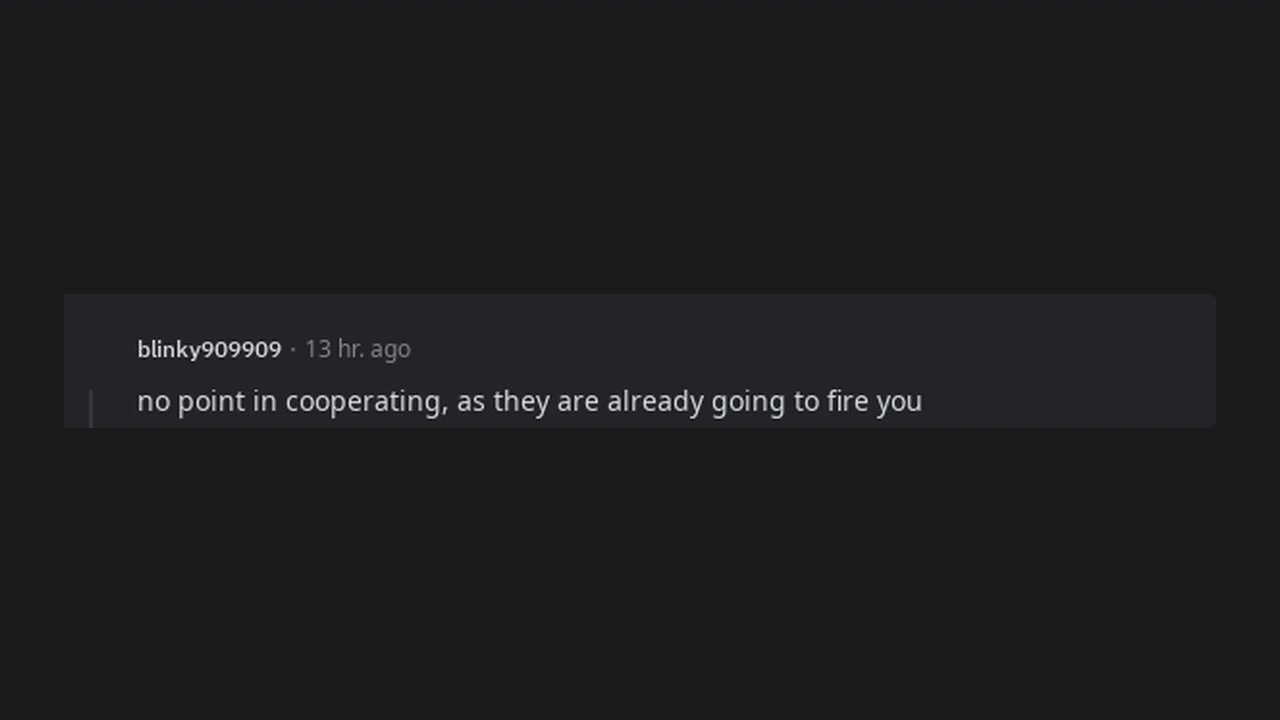 blinky909909 · 13 hr. ago
no point in cooperating, as they are already going to fire you